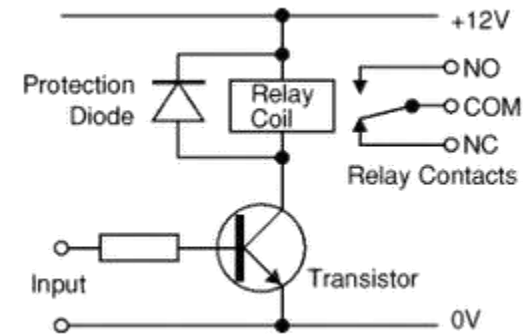 +12V
Protection
Diode
Relay
Coil
NO
COM
NC
Relay Contacts
Input
Transistor
0V